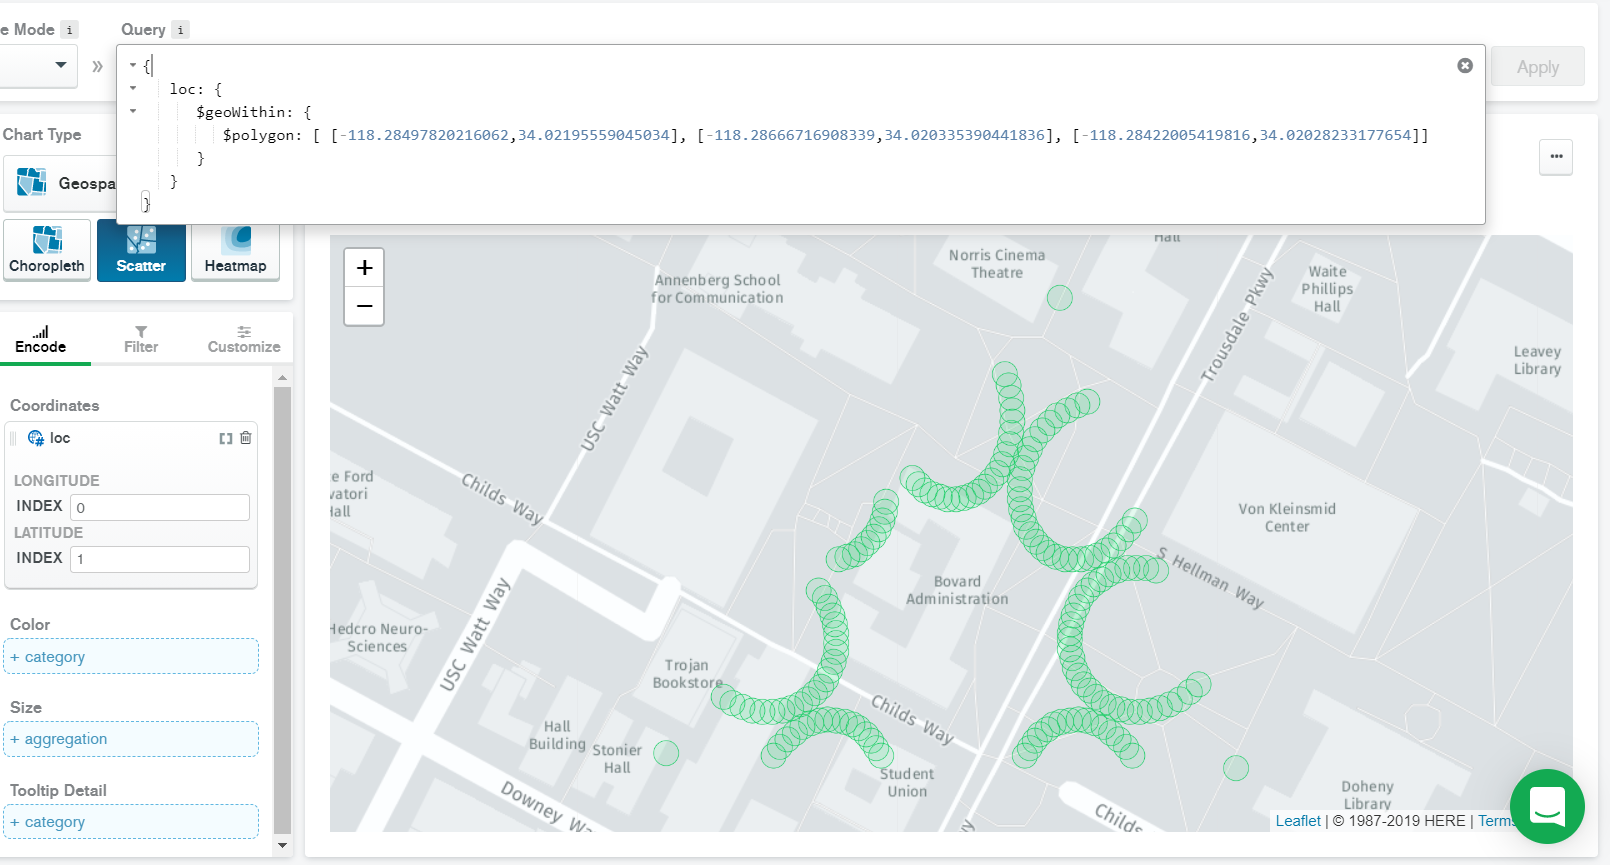 e Mode i
Query i
»
{
loc: {
$geoWithin: {
$polygon: [ [-118.28497820216062,34.02195559045034], [-118.28666716908339,34.020335390441836], [-118.28422005419816,34.02028233177654]]
}
}
}
Apply
Chart Type
Geospa
Choropleth
Scatter
Heatmap
Encode
Filter
Customize
Coordinates
loc
LONGITUDE
INDEX 0
LATITUDE
INDEX 1
Color
+ category
Size
+ aggregation
Tooltip Detail
+ category
+
−
Hall
Norris Cinema
Theatre
Annenberg School
for Communication
Waite
Phillips
Hall
Trousdale Pkwy
Leavey
Library
USC Watt Way
e Ford
vatori
Hall
Childs Way
Von Kleinsmid
Center
S Hellman Way
Bovard
Administration
Hedcro Neuro-
Sciences
USC Watt Way
Trojan
Bookstore
Childs Way
Hall
Building
Stonier
Hall
Student
Union
Downey Wa
Doheny
Library
Childs
ay
Leaflet | © 1987-2019 HERE | Terms